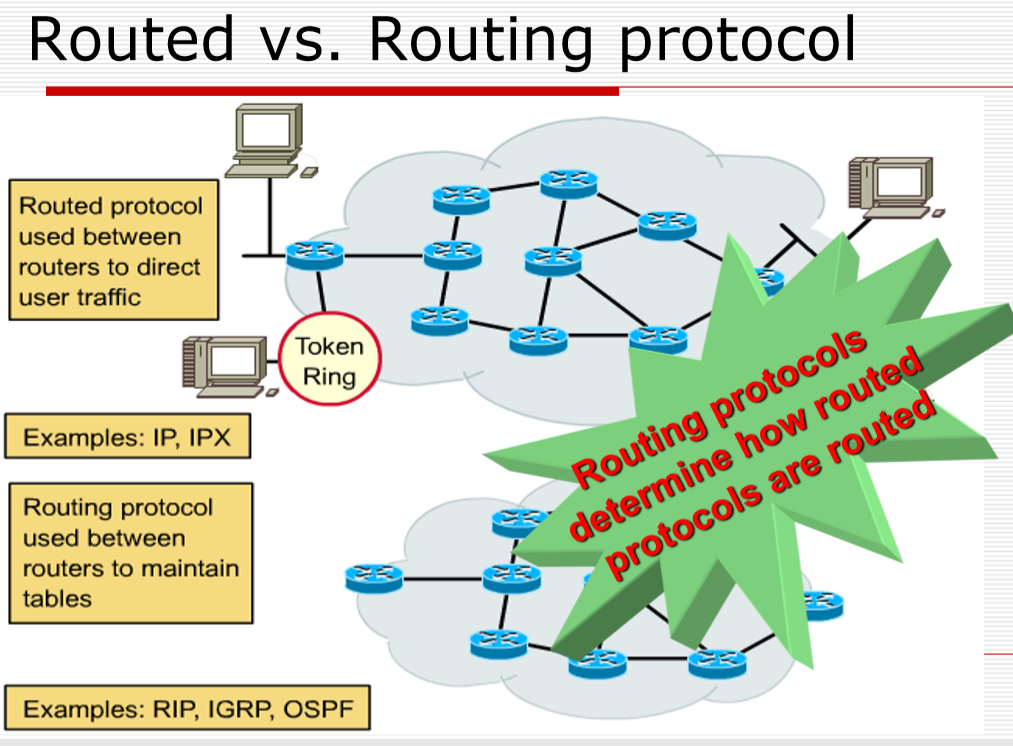 Routed vs. Routing protocol
Routed protocol
used between
routers to direct
user traffic
Token
Ring
Examples: IP, IPX
Routing protocols
determine how routed
protocols are routed
Routing protocol
used between
routers to maintain
tables
Examples: RIP, IGRP, OSPF